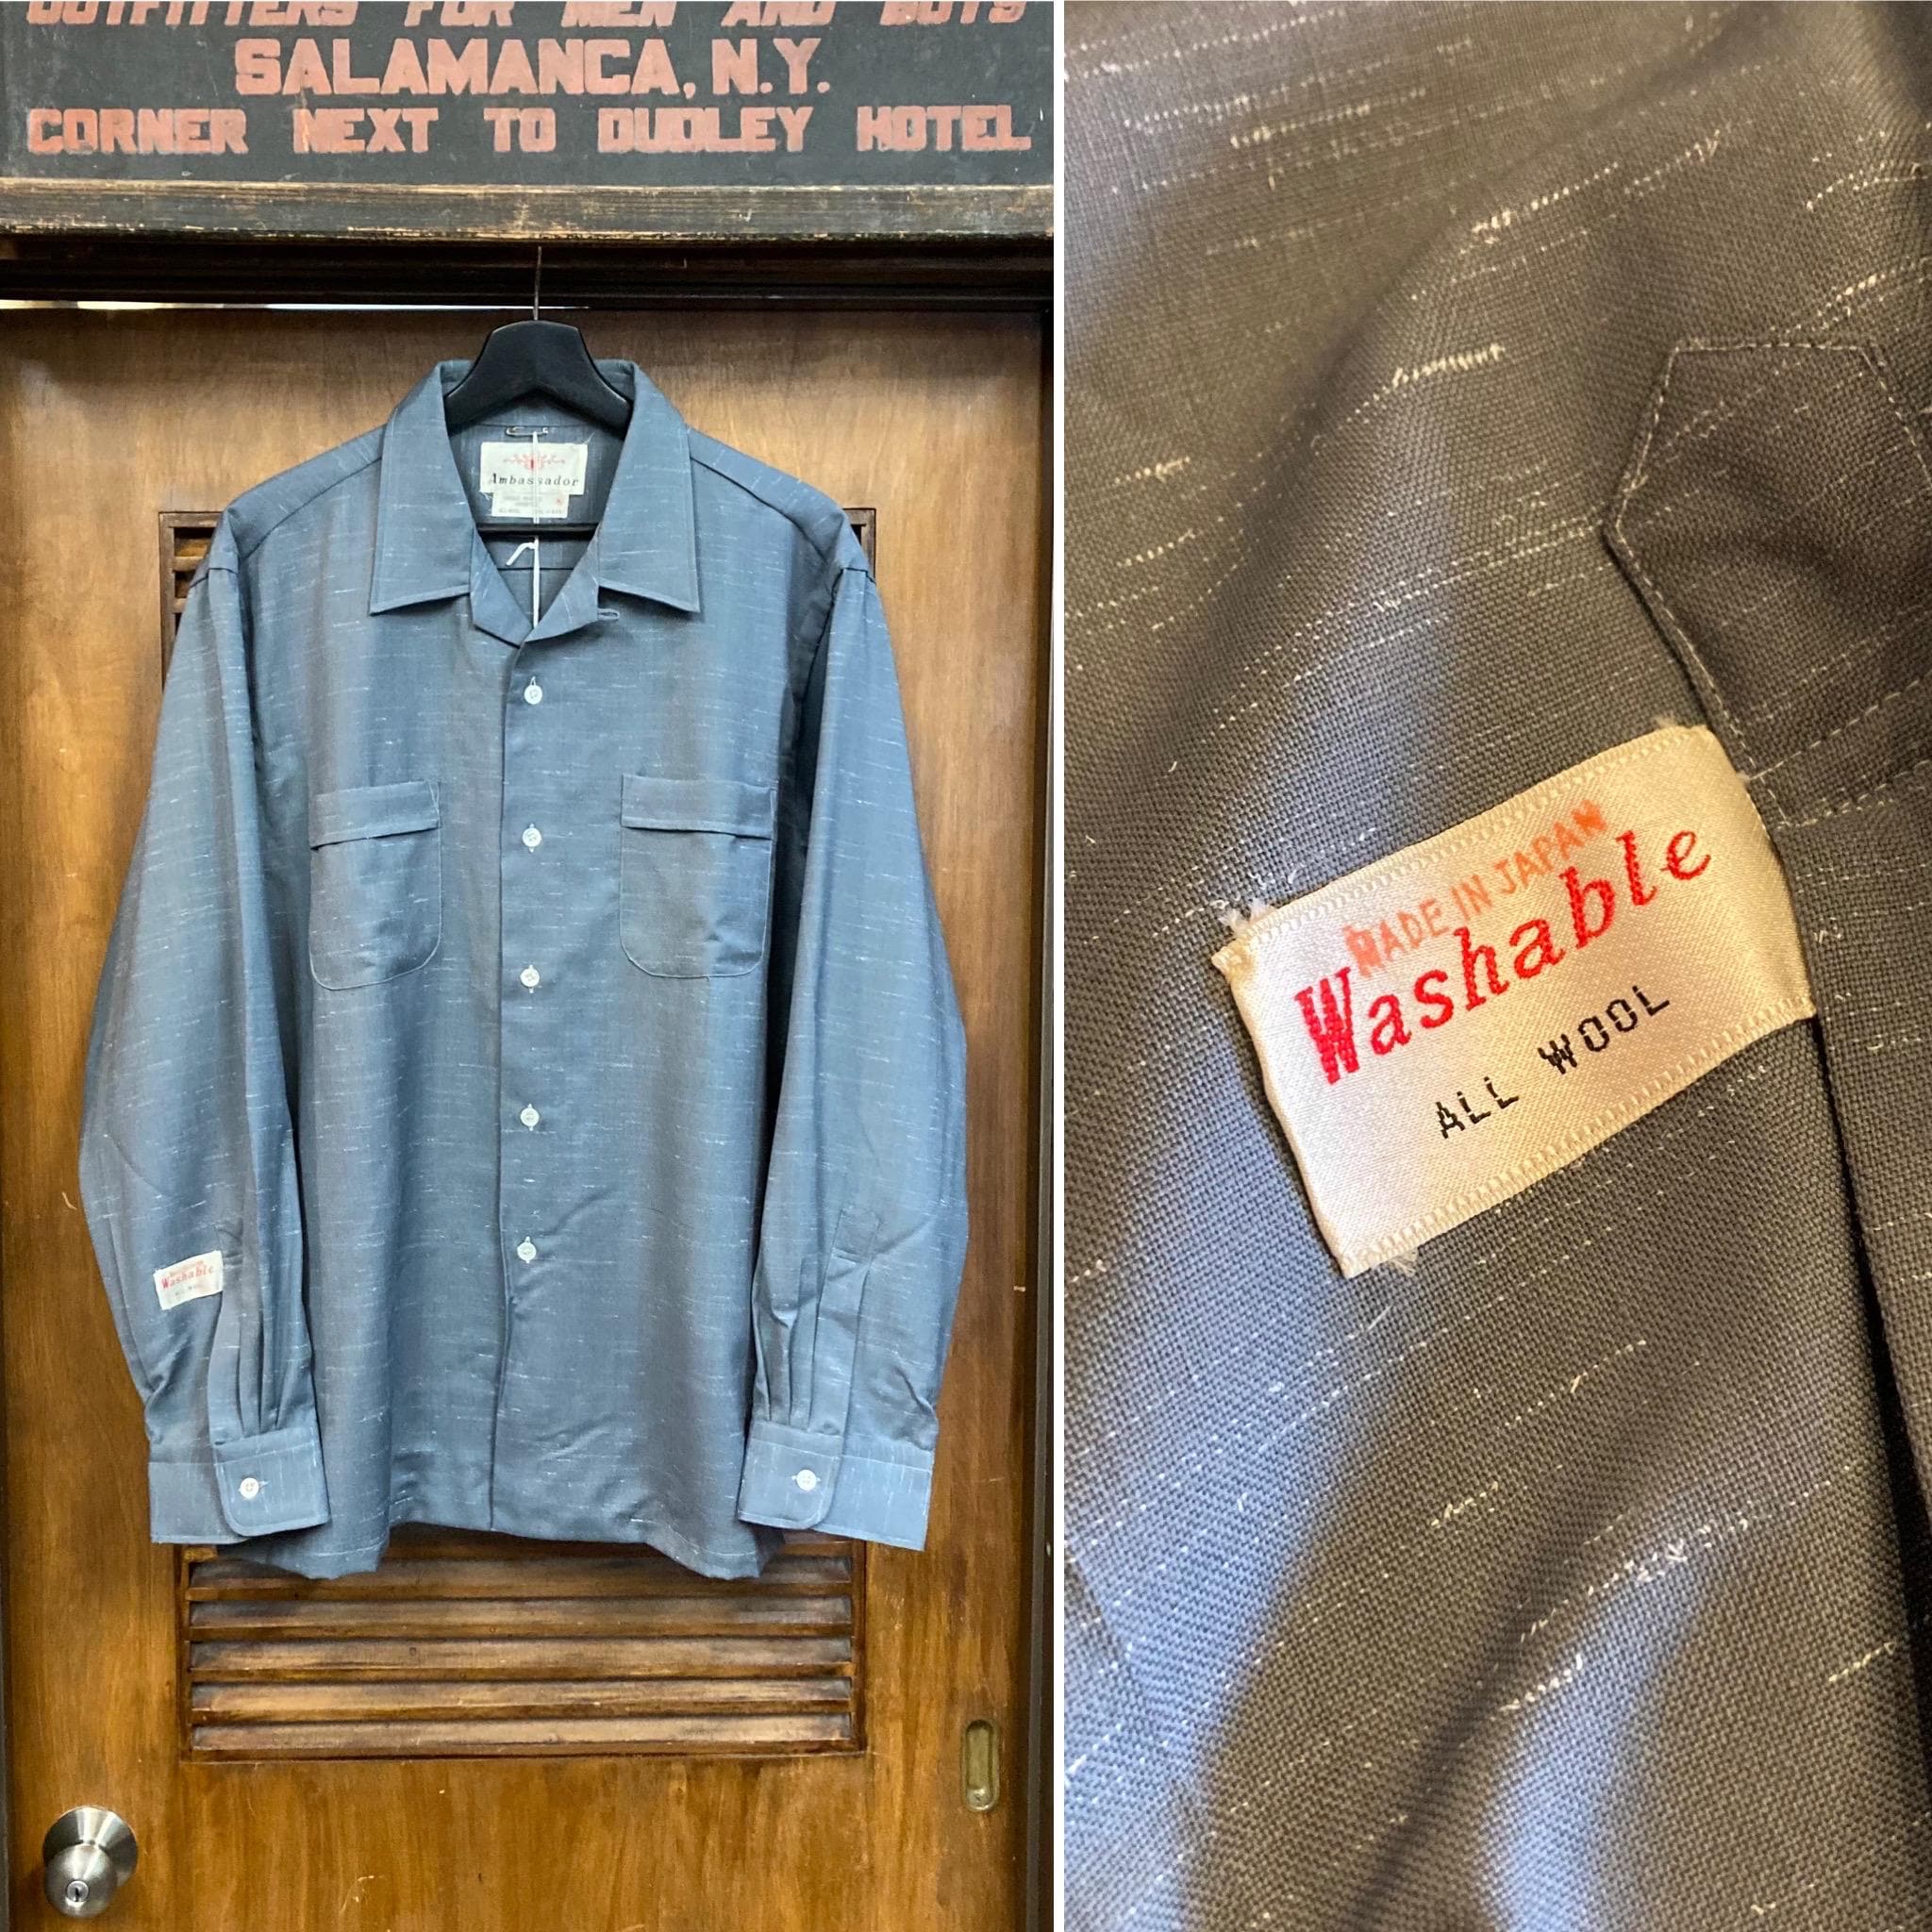 OUTFITTERS FOR MEN AND BOYS
SALAMANCA, N.Y.
CORNER NEXT TO DUDLEY HOTEL
Ambassador
Washable
MADE IN JAPAN
Washable
ALL WOOL